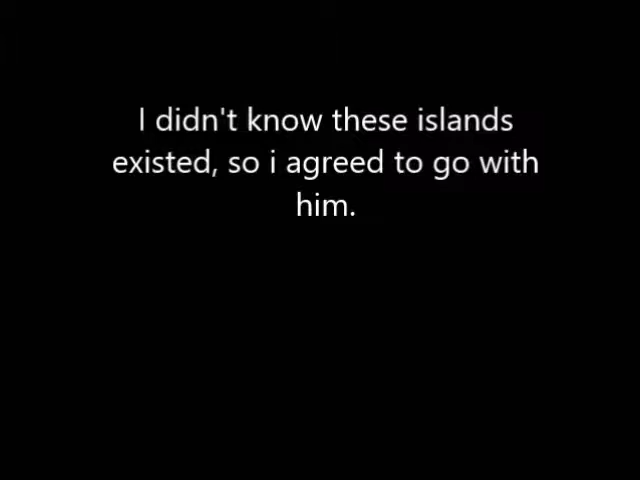 I didn't know these islands
existed, so i agreed to go with
him.